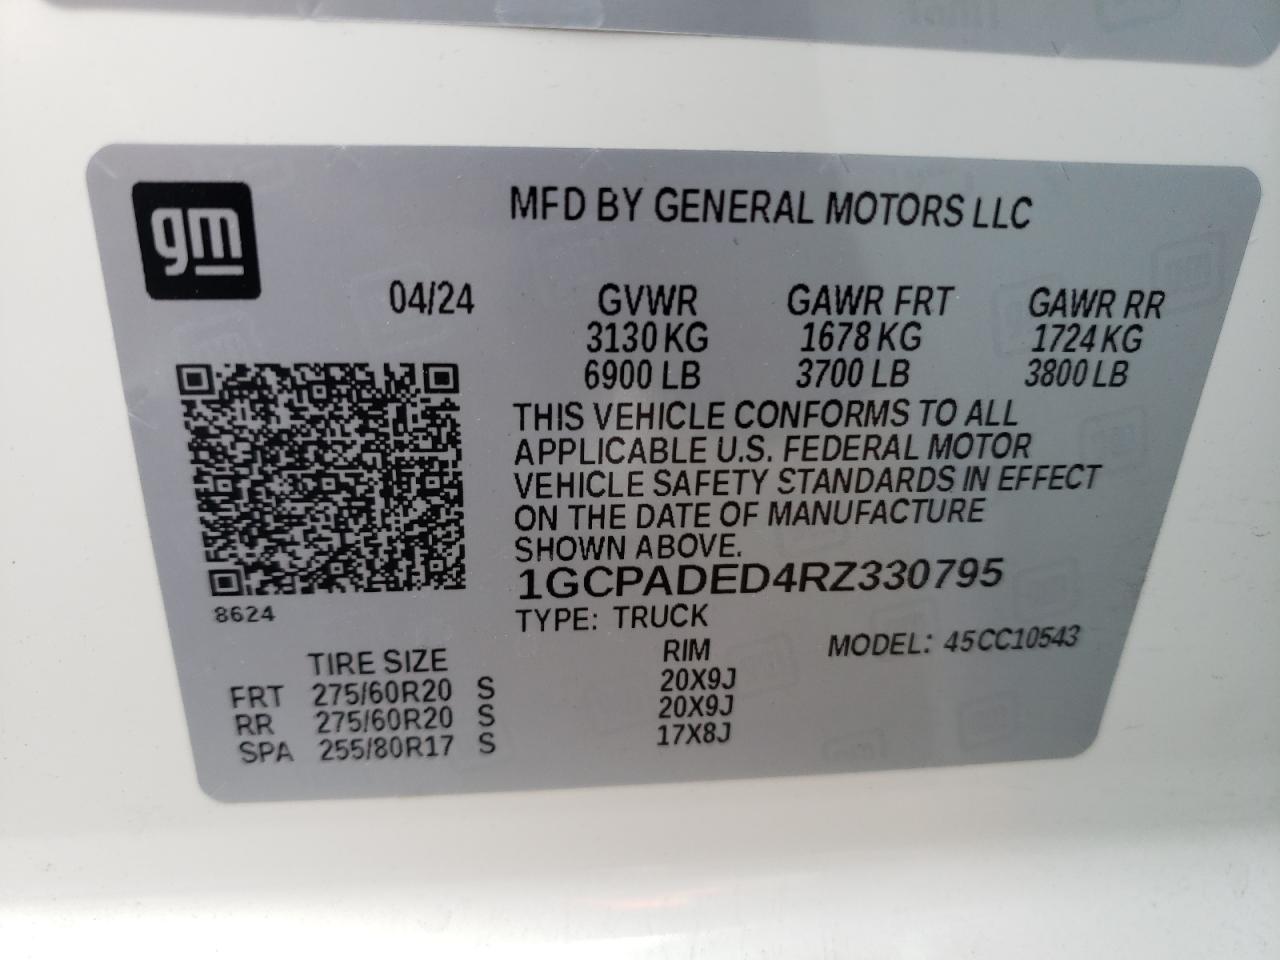 gm
MFD BY GENERAL MOTORS LLC
04/24 GVWR GAWR FRT GAWR RR
3130 KG 1678 KG 1724 KG
6900 LB 3700 LB 3800 LB
THIS VEHICLE CONFORMS TO ALL
APPLICABLE U.S. FEDERAL MOTOR
VEHICLE SAFETY STANDARDS IN EFFECT
ON THE DATE OF MANUFACTURE
SHOWN ABOVE.
1GCPADED4RZ330795
8624
TYPE: TRUCK
MODEL: 45CC10543
TIRE SIZE RIM
FRT 275/60R20 S 20X9J
RR 275/60R20 S 20X9J
SPA 255/80R17 S 17X8J